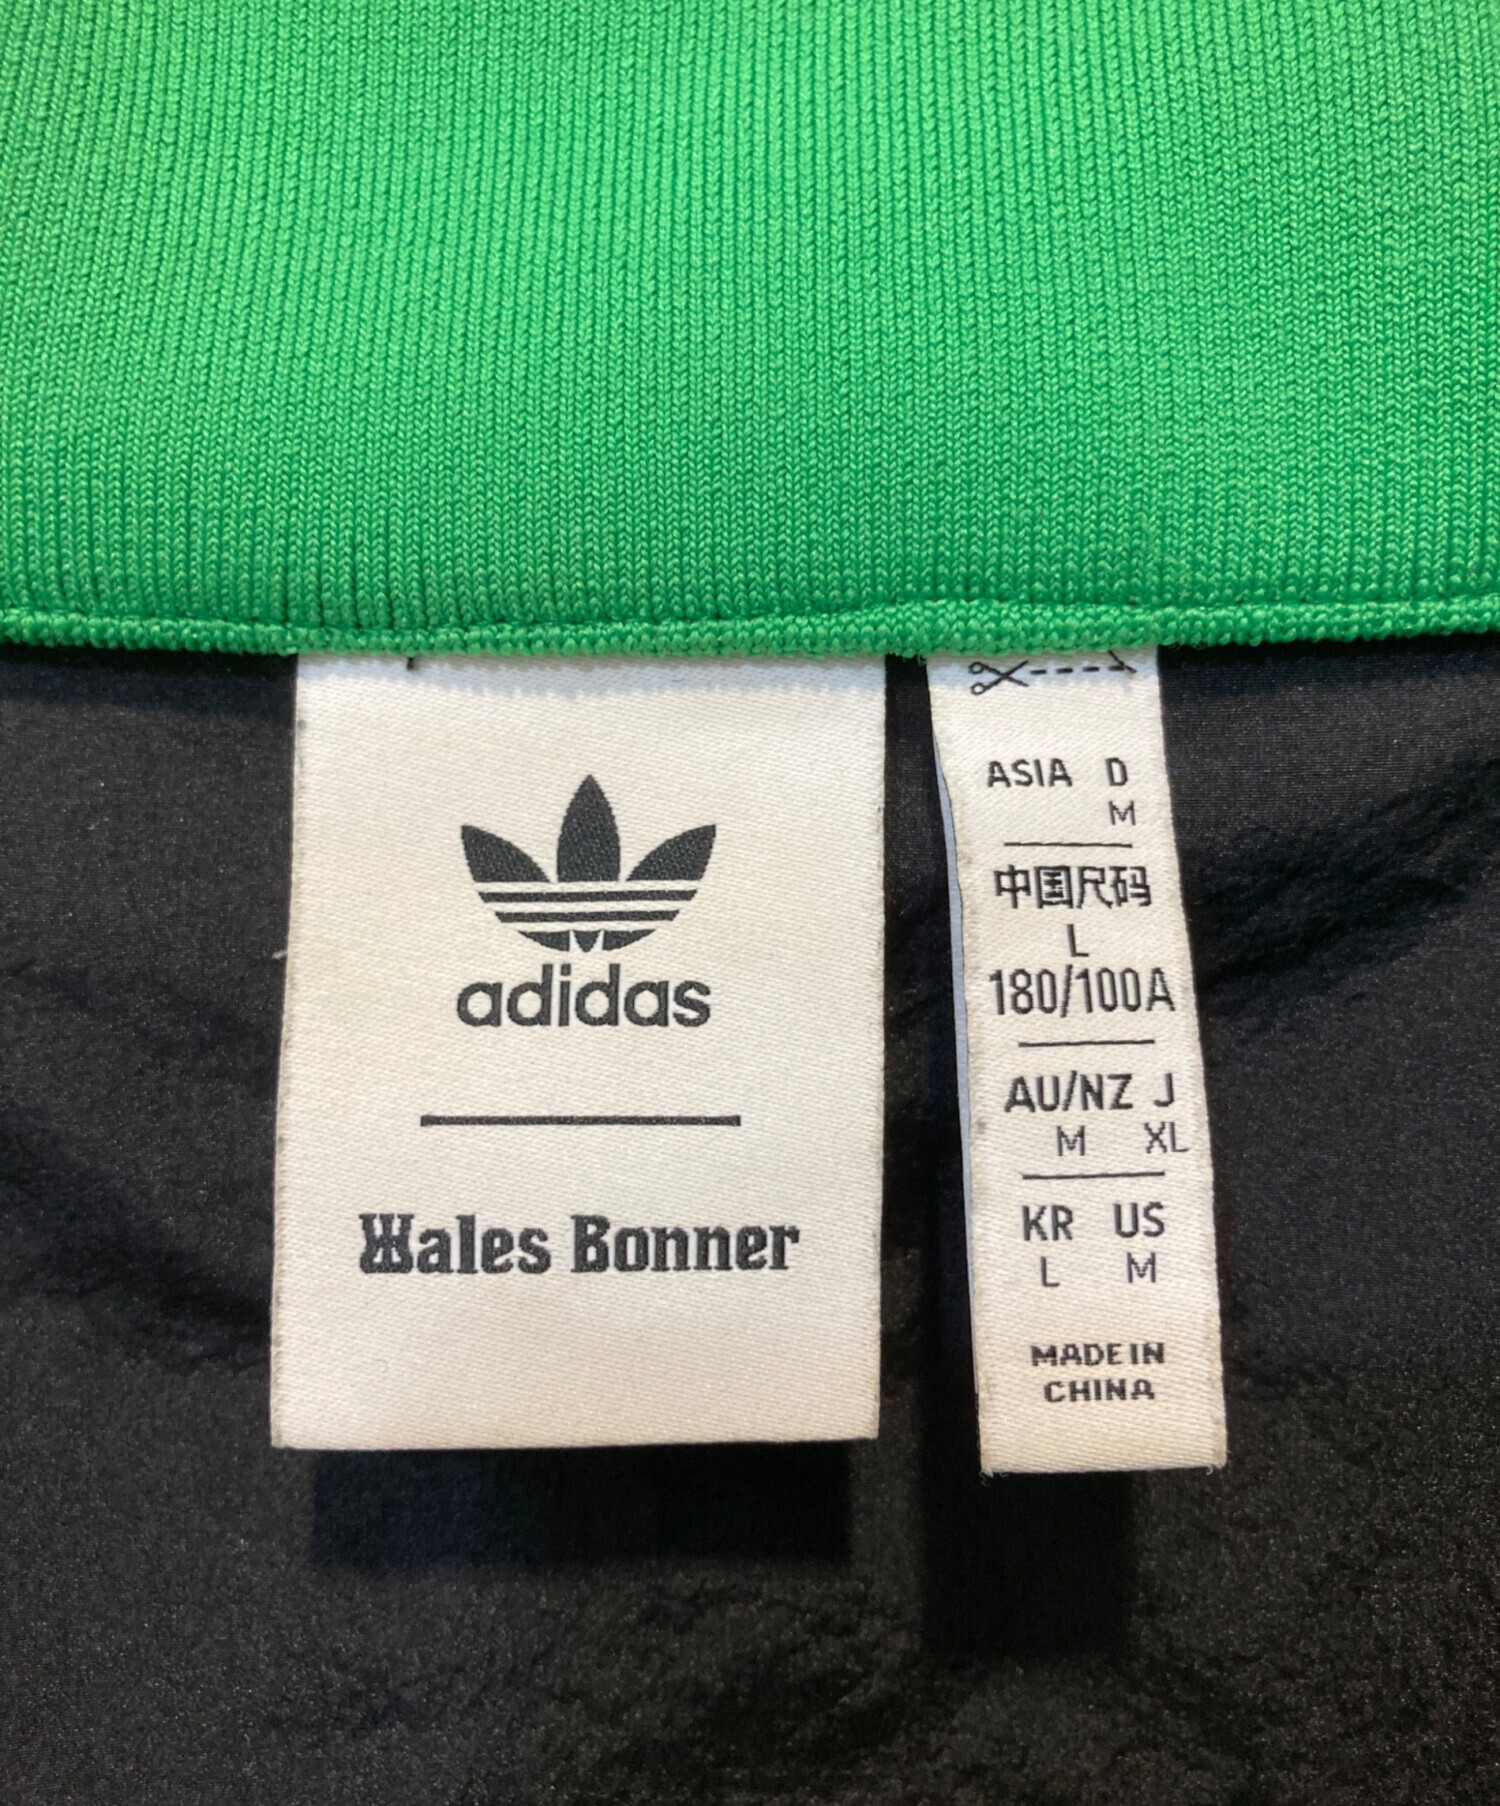 adidas
Wales Bonner
ASIA D
M
中国尺码
L
180/100A
AU/NZ J
M XL
KR US
L M
MADE IN
CHINA